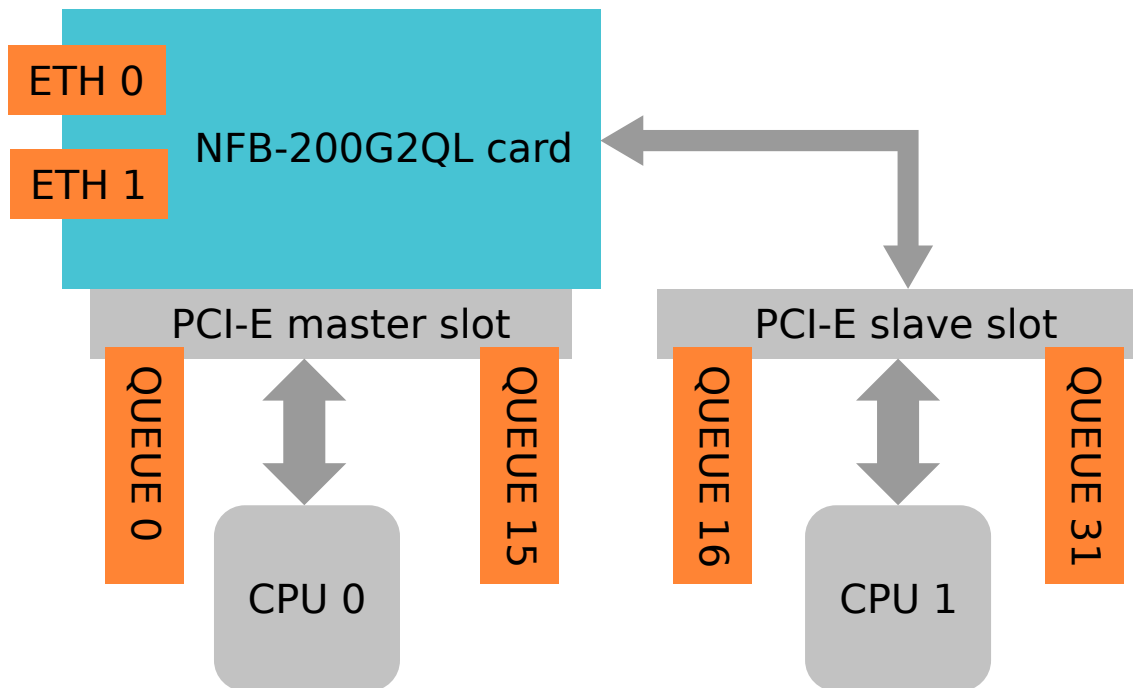 ETH 0
NFB-200G2QL card
ETH 1
PCI-E master slot
PCI-E slave slot
QUEUE 0
QUEUE 15
QUEUE 16
QUEUE 31
CPU 0
CPU 1